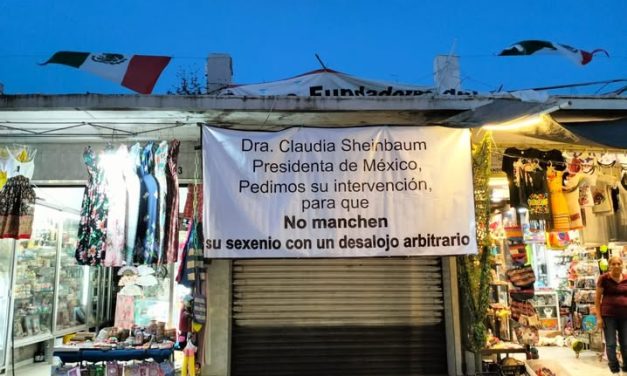 Fundadores
Dra. Claudia Sheinbaum
Presidenta de México,
Pedimos su intervención,
para que
No manchen
su sexenio con un desalojo arbitrario